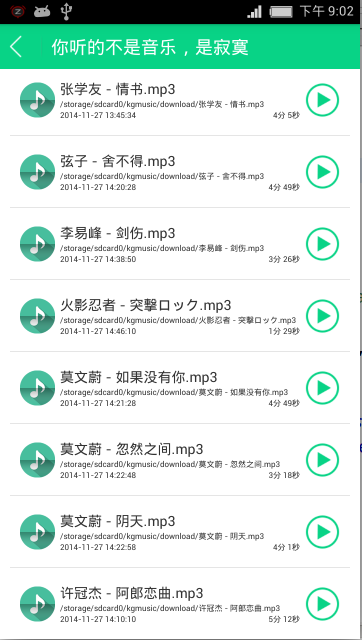 下午 9:02
你听的不是音乐，是寂寞
张学友 - 情书.mp3
/storage/sdcard0/kgmusic/download/张学友 - 情书.mp3
2014-11-27 13:45:34 4分 5秒
弦子 - 舍不得.mp3
/storage/sdcard0/kgmusic/download/弦子 - 舍不得.mp3
2014-11-27 14:20:28 4分 49秒
李易峰 - 剑伤.mp3
/storage/sdcard0/kgmusic/download/李易峰 - 剑伤.mp3
2014-11-27 14:38:50 3分 26秒
火影忍者 - 突撃ロック.mp3
/storage/sdcard0/kgmusic/download/火影忍者 - 突撃ロック.mp3
2014-11-27 14:46:10 1分 29秒
莫文蔚 - 如果没有你.mp3
/storage/sdcard0/kgmusic/download/莫文蔚 - 如果没有你.mp3
2014-11-27 14:21:28 4分 49秒
莫文蔚 - 忽然之间.mp3
/storage/sdcard0/kgmusic/download/莫文蔚 - 忽然之间.mp3
2014-11-27 14:22:48 3分 18秒
莫文蔚 - 阴天.mp3
/storage/sdcard0/kgmusic/download/莫文蔚 - 阴天.mp3
2014-11-27 14:22:58 4分 1秒
许冠杰 - 阿郎恋曲.mp3
/storage/sdcard0/kgmusic/download/许冠杰 - 阿郎恋曲.mp3
2014-11-27 14:10:10 5分 12秒